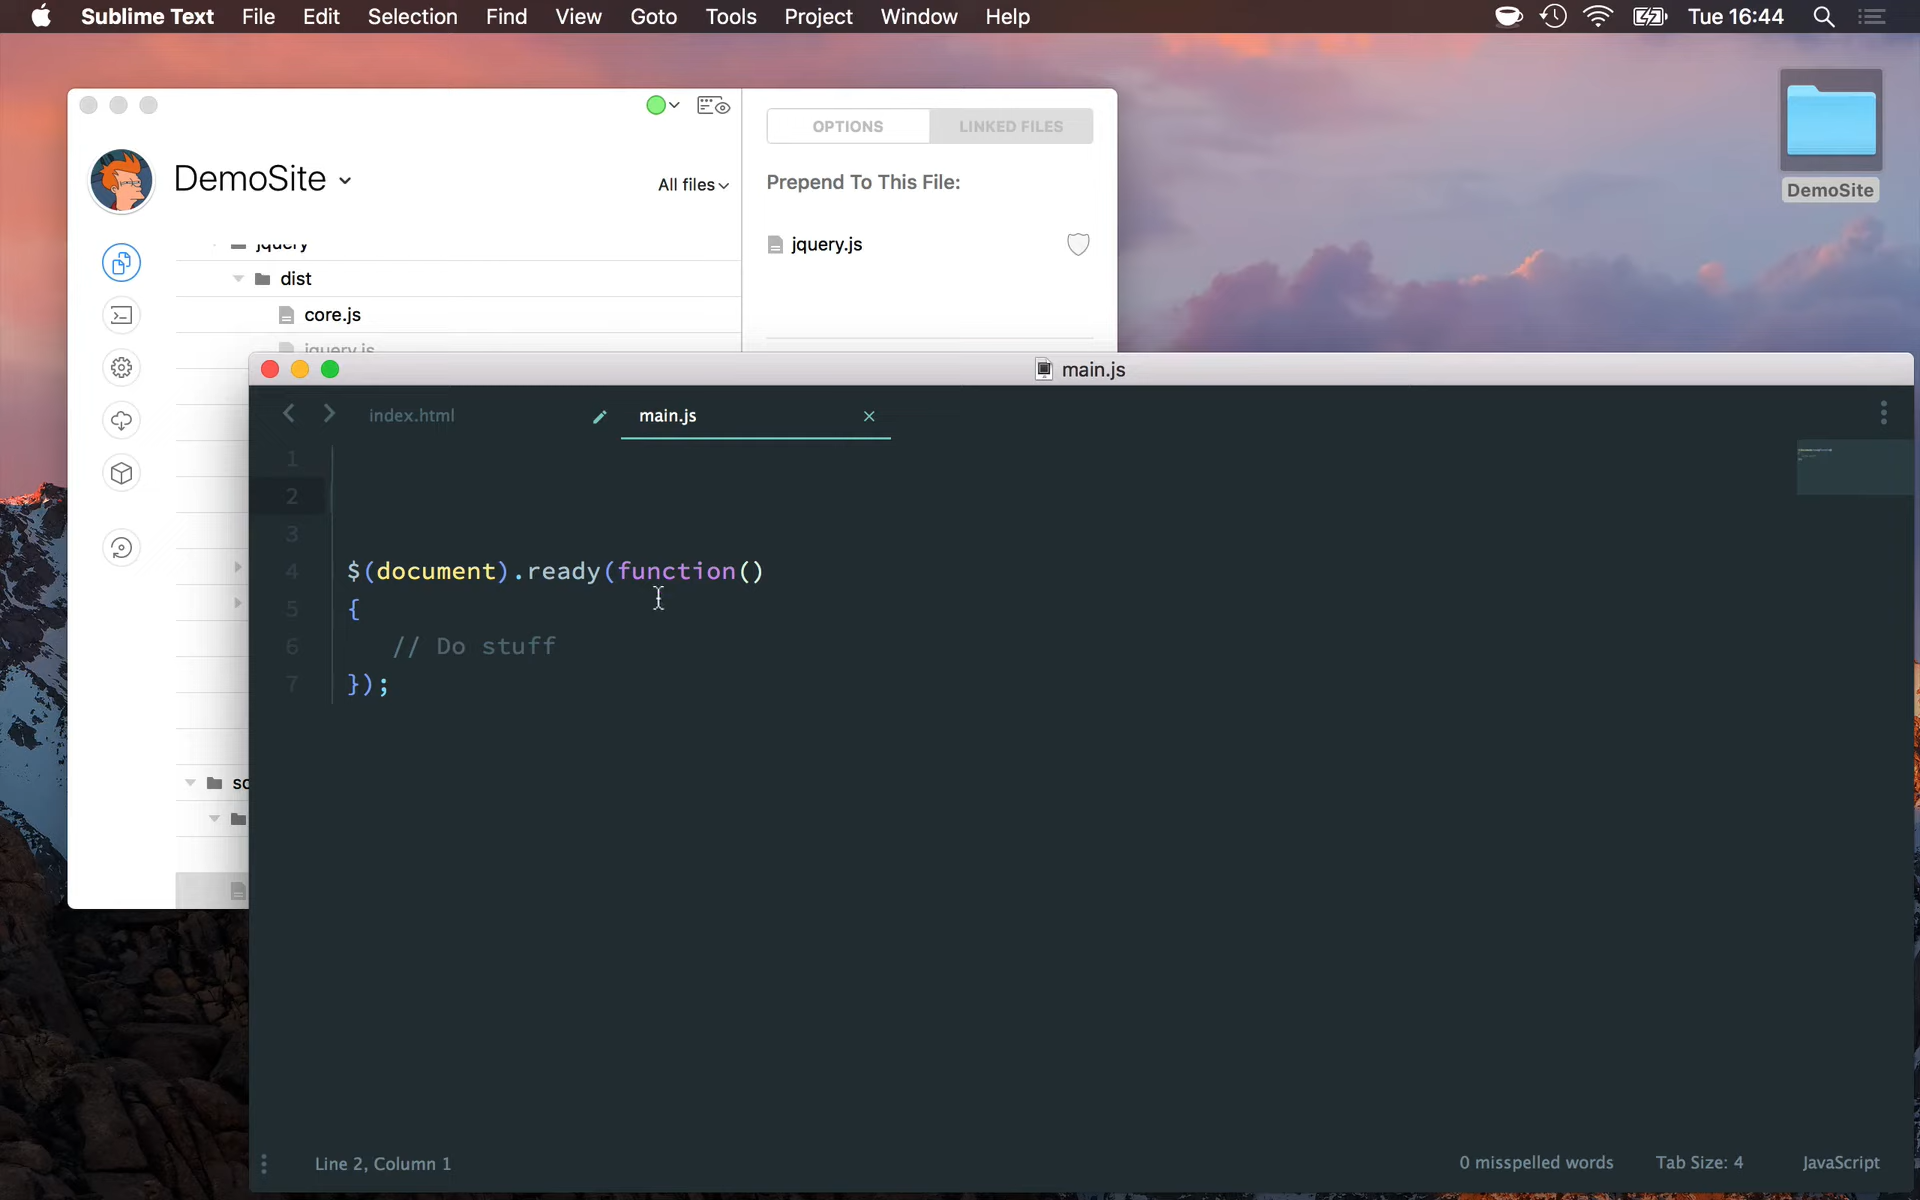 Sublime Text File Edit Selection Find View Goto Tools Project Window Help Tue 16:44
DemoSite
DemoSite
All files
jquery
dist
core.js
jquery.js
OPTIONS LINKED FILES
Prepend To This File:
jquery.js
main.js
index.html main.js
1
2
3
4 $(document).ready(function()
5 {
6 // Do stuff
7 });
Line 2, Column 1 0 misspelled words Tab Size: 4 JavaScript